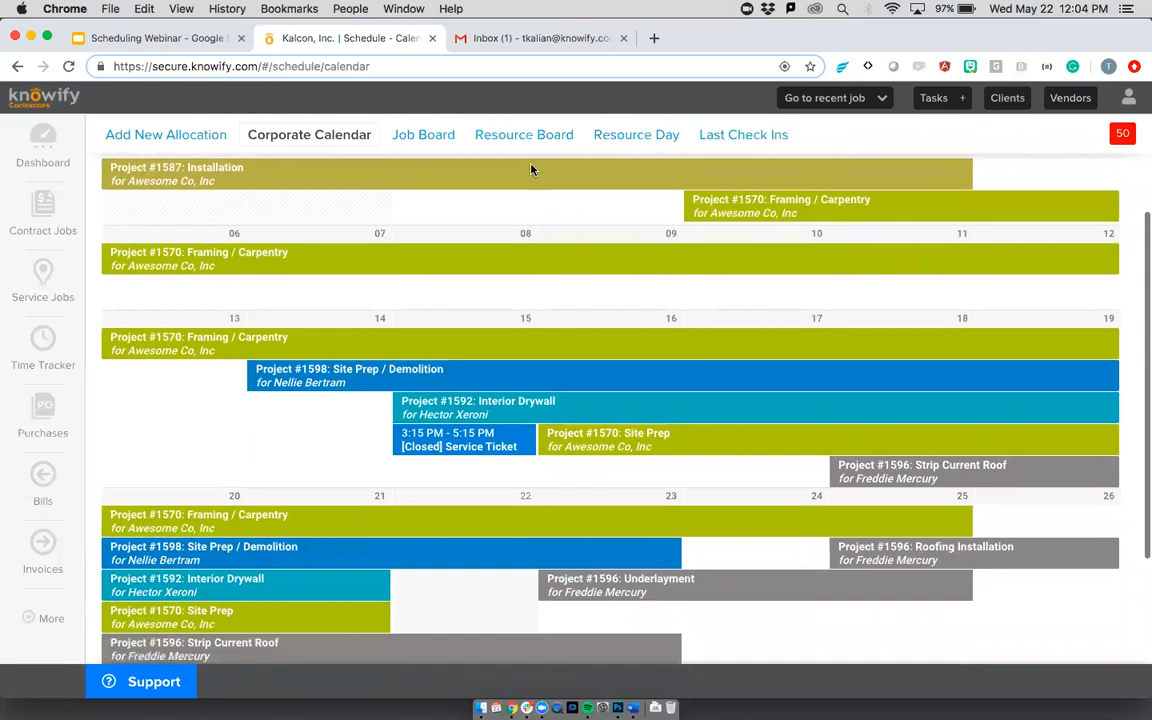 Chrome File Edit View History Bookmarks People Window Help 97% Wed May 22 12:04 PM
Scheduling Webinar - Google S
Kalcon, Inc. | Schedule - Calen
Inbox (1) - tkalian@knowify.co
https://secure.knowify.com/#/schedule/calendar
T
knowify
Contractors
Go to recent job
Tasks +
Clients
Vendors
Dashboard
Contract Jobs
Service Jobs
Time Tracker
PO
Purchases
Bills
Invoices
More
Add New Allocation
Corporate Calendar
Job Board
Resource Board
Resource Day
Last Check Ins
50
Project #1587: Installation
for Awesome Co, Inc
Project #1570: Framing / Carpentry
for Awesome Co, Inc
06 07 08 09 10 11 12
Project #1570: Framing / Carpentry
for Awesome Co, Inc
13 14 15 16 17 18 19
Project #1570: Framing / Carpentry
for Awesome Co, Inc
Project #1598: Site Prep / Demolition
for Nellie Bertram
Project #1592: Interior Drywall
for Hector Xeroni
3:15 PM - 5:15 PM
[Closed] Service Ticket
Project #1570: Site Prep
for Awesome Co, Inc
Project #1596: Strip Current Roof
for Freddie Mercury
20 21 22 23 24 25 26
Project #1570: Framing / Carpentry
for Awesome Co, Inc
Project #1598: Site Prep / Demolition
for Nellie Bertram
Project #1596: Roofing Installation
for Freddie Mercury
Project #1592: Interior Drywall
for Hector Xeroni
Project #1596: Underlayment
for Freddie Mercury
Project #1570: Site Prep
for Awesome Co, Inc
Project #1596: Strip Current Roof
for Freddie Mercury
Support